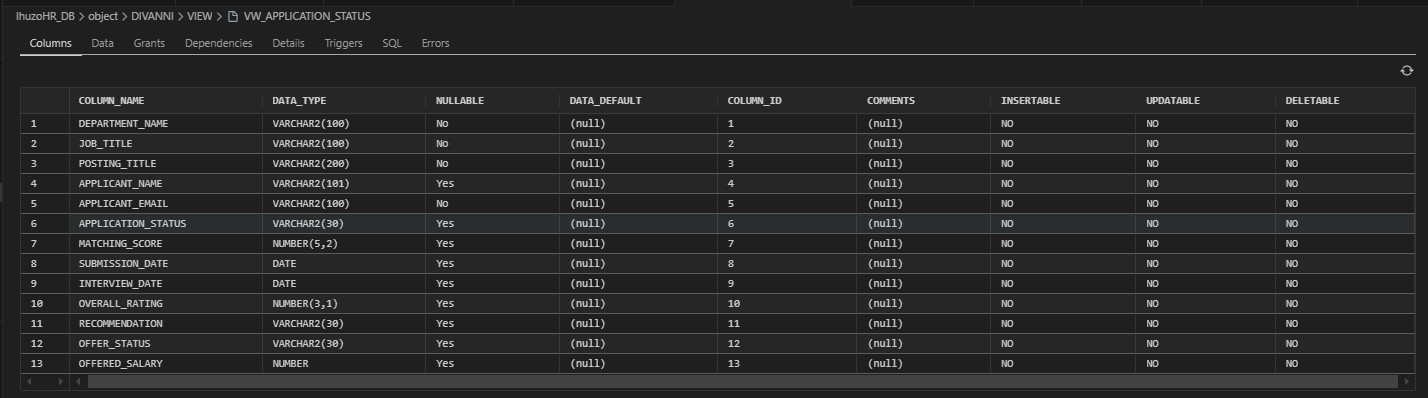 IhuzoHR_DB > object > DIVANNI > VIEW > VW_APPLICATION_STATUS
Columns Data Grants Dependencies Details Triggers SQL Errors
COLUMN_NAME DATA_TYPE NULLABLE DATA_DEFAULT COLUMN_ID COMMENTS INSERTABLE UPDATABLE DELETABLE
1 DEPARTMENT_NAME VARCHAR2(100) No (null) 1 (null) NO NO NO
2 JOB_TITLE VARCHAR2(100) No (null) 2 (null) NO NO NO
3 POSTING_TITLE VARCHAR2(200) No (null) 3 (null) NO NO NO
4 APPLICANT_NAME VARCHAR2(101) Yes (null) 4 (null) NO NO NO
5 APPLICANT_EMAIL VARCHAR2(100) No (null) 5 (null) NO NO NO
6 APPLICATION_STATUS VARCHAR2(30) Yes (null) 6 (null) NO NO NO
7 MATCHING_SCORE NUMBER(5,2) Yes (null) 7 (null) NO NO NO
8 SUBMISSION_DATE DATE Yes (null) 8 (null) NO NO NO
9 INTERVIEW_DATE DATE Yes (null) 9 (null) NO NO NO
10 OVERALL_RATING NUMBER(3,1) Yes (null) 10 (null) NO NO NO
11 RECOMMENDATION VARCHAR2(30) Yes (null) 11 (null) NO NO NO
12 OFFER_STATUS VARCHAR2(30) Yes (null) 12 (null) NO NO NO
13 OFFERED_SALARY NUMBER Yes (null) 13 (null) NO NO NO